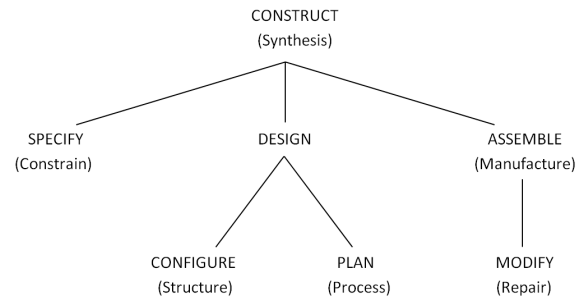 CONSTRUCT
(Synthesis)
SPECIFY
(Constrain)
DESIGN
ASSEMBLE
(Manufacture)
CONFIGURE
(Structure)
PLAN
(Process)
MODIFY
(Repair)